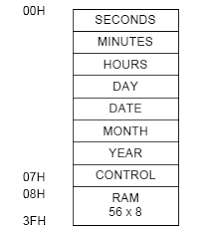 00H
SECONDS
MINUTES
HOURS
DAY
DATE
MONTH
YEAR
07H
CONTROL
08H
RAM
56 x 8
3FH